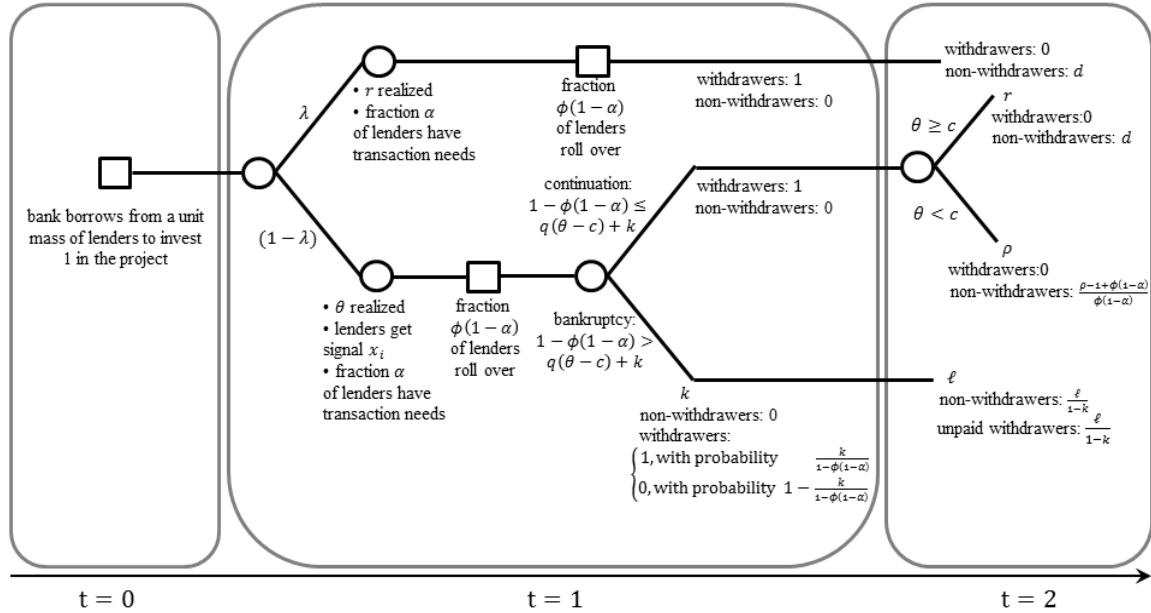 bank borrows from a unit
mass of lenders to invest
1 in the project
λ
(1−λ)
• r realized
• fraction α
of lenders have
transaction needs
fraction
ϕ(1−α)
of lenders
roll over
withdrawers: 1
non-withdrawers: 0
withdrawers: 0
non-withdrawers: d
• θ realized
• lenders get
signal x_i
• fraction α
of lenders have
transaction needs
fraction
ϕ(1−α)
of lenders
roll over
continuation:
1−ϕ(1−α) ≤
q(θ−c)+k
bankruptcy:
1−ϕ(1−α) >
q(θ−c)+k
withdrawers: 1
non-withdrawers: 0
θ ≥ c
r
withdrawers:0
non-withdrawers: d
θ < c
ρ
withdrawers:0
non-withdrawers: (ρ−1+ϕ(1−α))/(ϕ(1−α))
k
non-withdrawers: 0
withdrawers:
{1, with probability k/(1−ϕ(1−α))
0, with probability 1 − k/(1−ϕ(1−α))
ℓ
non-withdrawers: ℓ/(1−k)
unpaid withdrawers: ℓ/(1−k)
t = 0
t = 1
t = 2